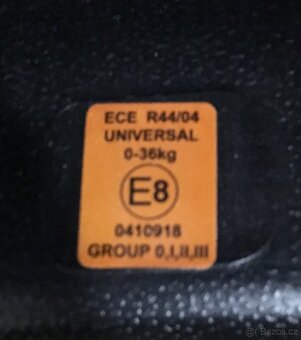 ECE R44/04
UNIVERSAL
0-36kg
E8
0410918
GROUP 0,I,II,III
Bazos.cz